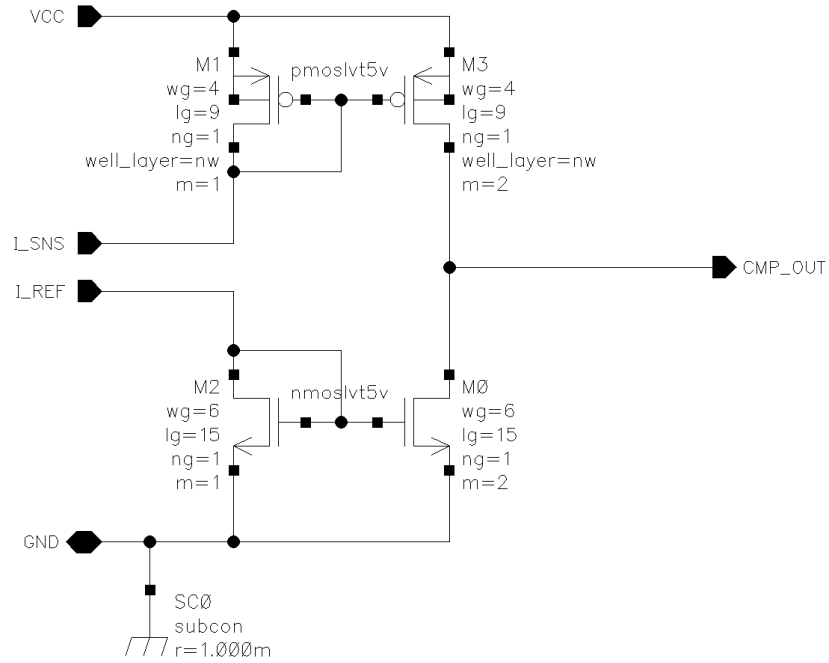 VCC
M1
wg=4
lg=9
ng=1
well_layer=nw
m=1
pmoslvt5v
M3
wg=4
lg=9
ng=1
well_layer=nw
m=2
I_SNS
CMP_OUT
I_REF
M2
wg=6
lg=15
ng=1
m=1
nmoslvt5v
M0
wg=6
lg=15
ng=1
m=2
GND
SC0
subcon
r=1.000m